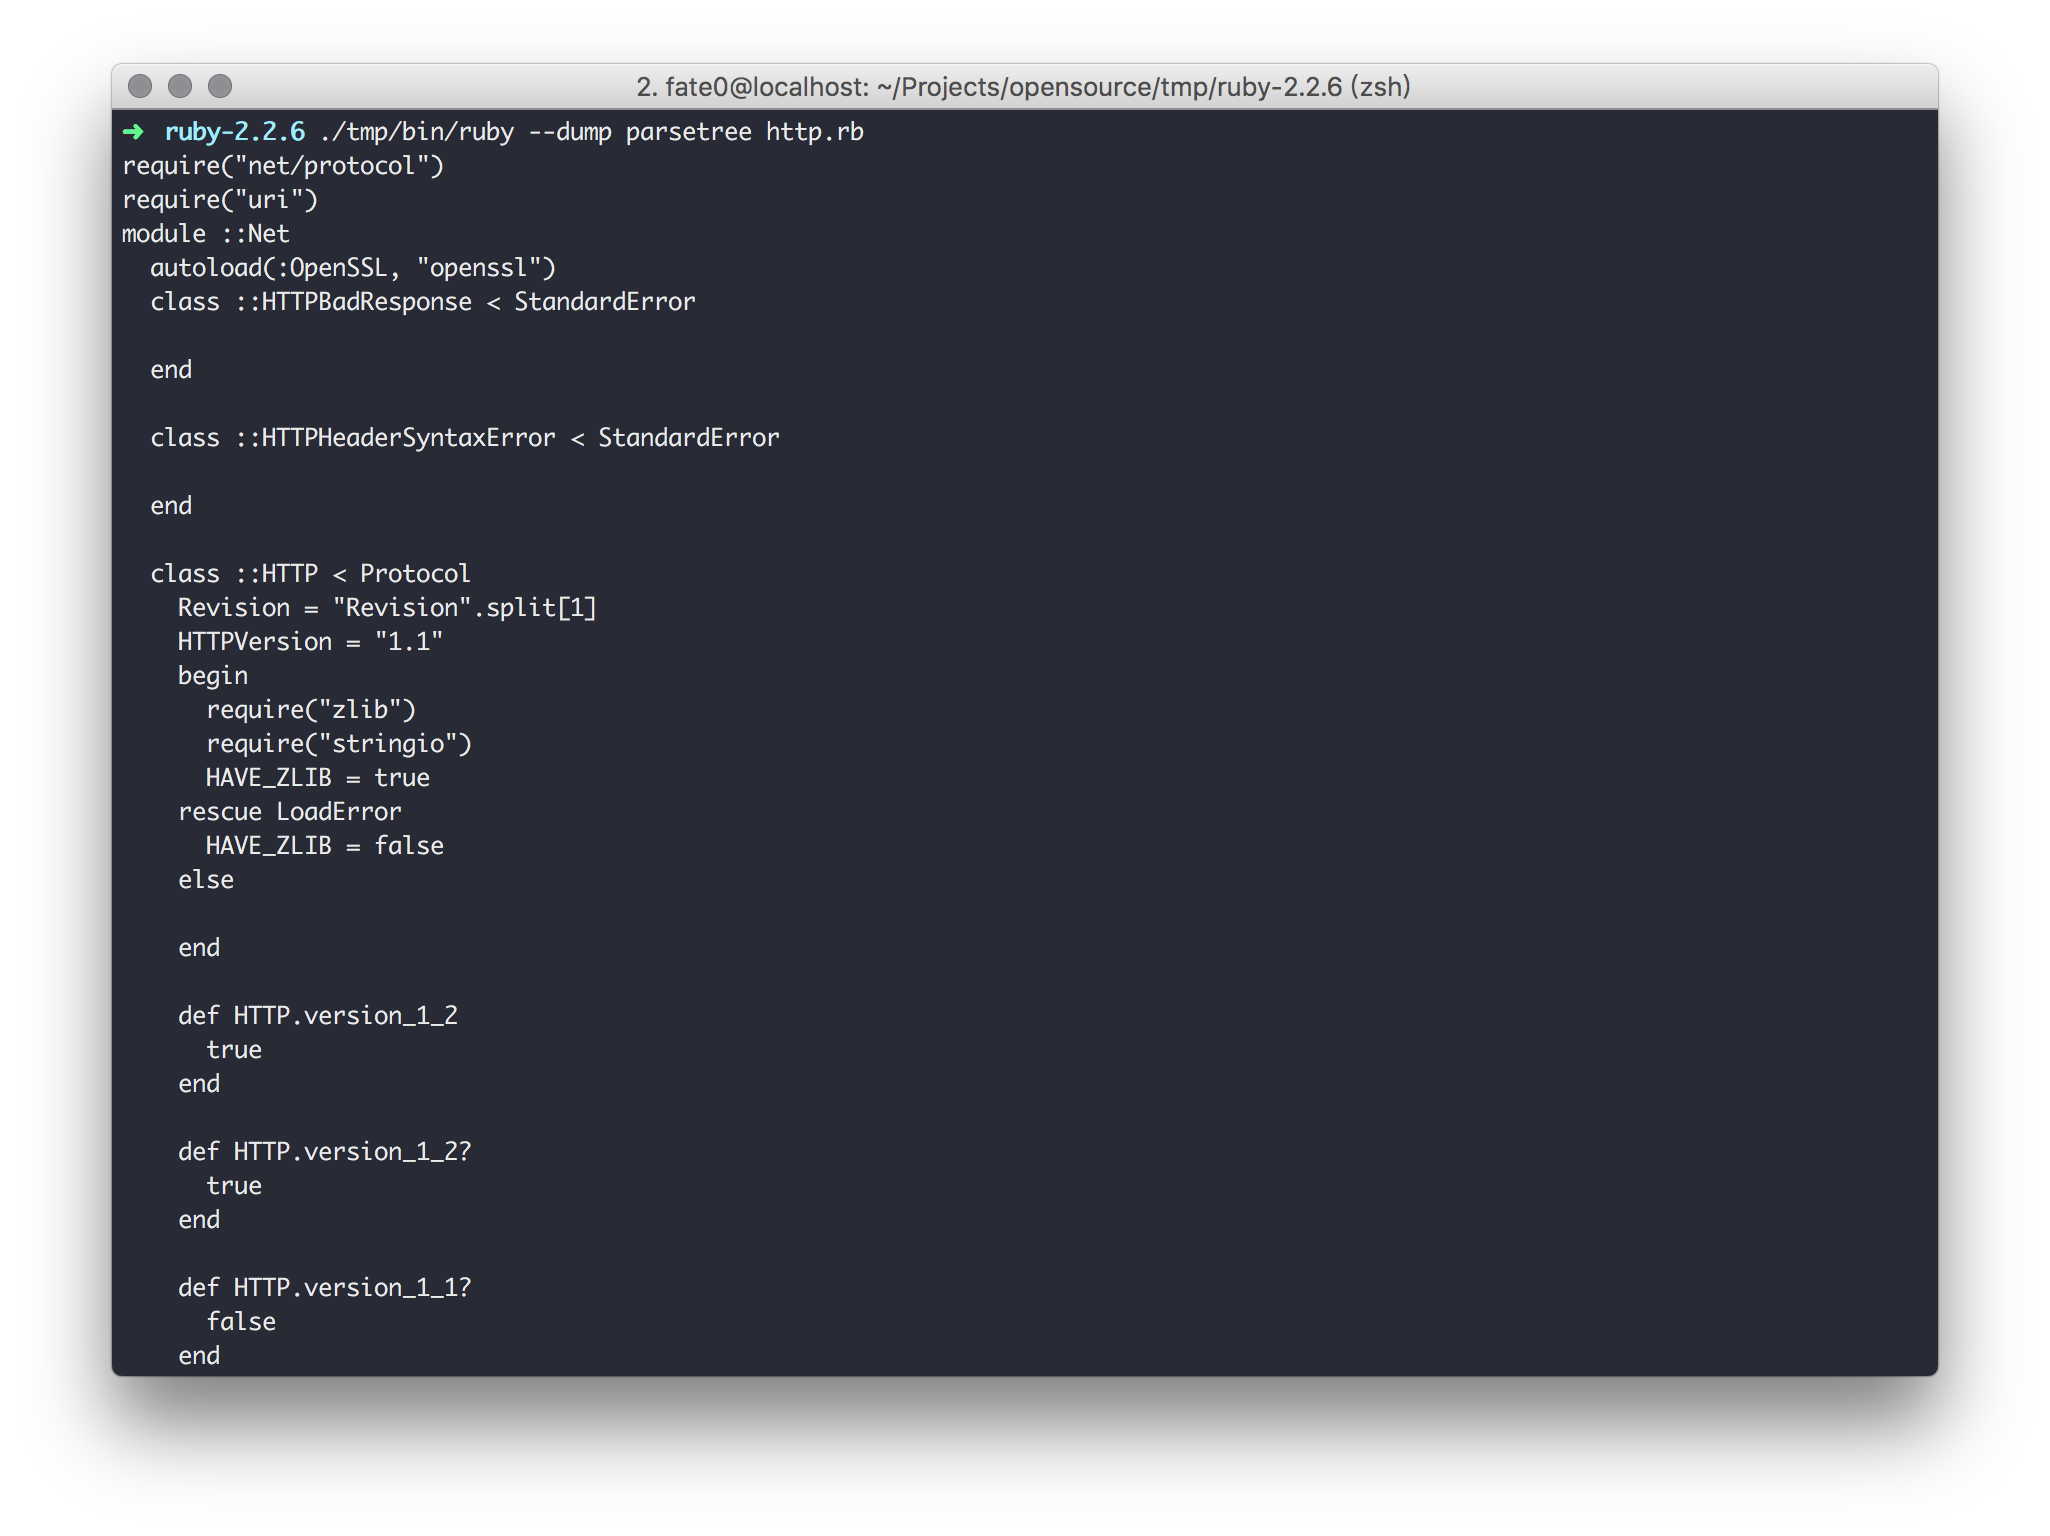 2. fate0@localhost: ~/Projects/opensource/tmp/ruby-2.2.6 (zsh)
➜  ruby-2.2.6 ./tmp/bin/ruby --dump parsetree http.rb
require("net/protocol")
require("uri")
module ::Net
  autoload(:OpenSSL, "openssl")
  class ::HTTPBadResponse < StandardError

  end

  class ::HTTPHeaderSyntaxError < StandardError

  end

  class ::HTTP < Protocol
    Revision = "Revision".split[1]
    HTTPVersion = "1.1"
    begin
      require("zlib")
      require("stringio")
      HAVE_ZLIB = true
    rescue LoadError
      HAVE_ZLIB = false
    else

    end

    def HTTP.version_1_2
      true
    end

    def HTTP.version_1_2?
      true
    end

    def HTTP.version_1_1?
      false
    end